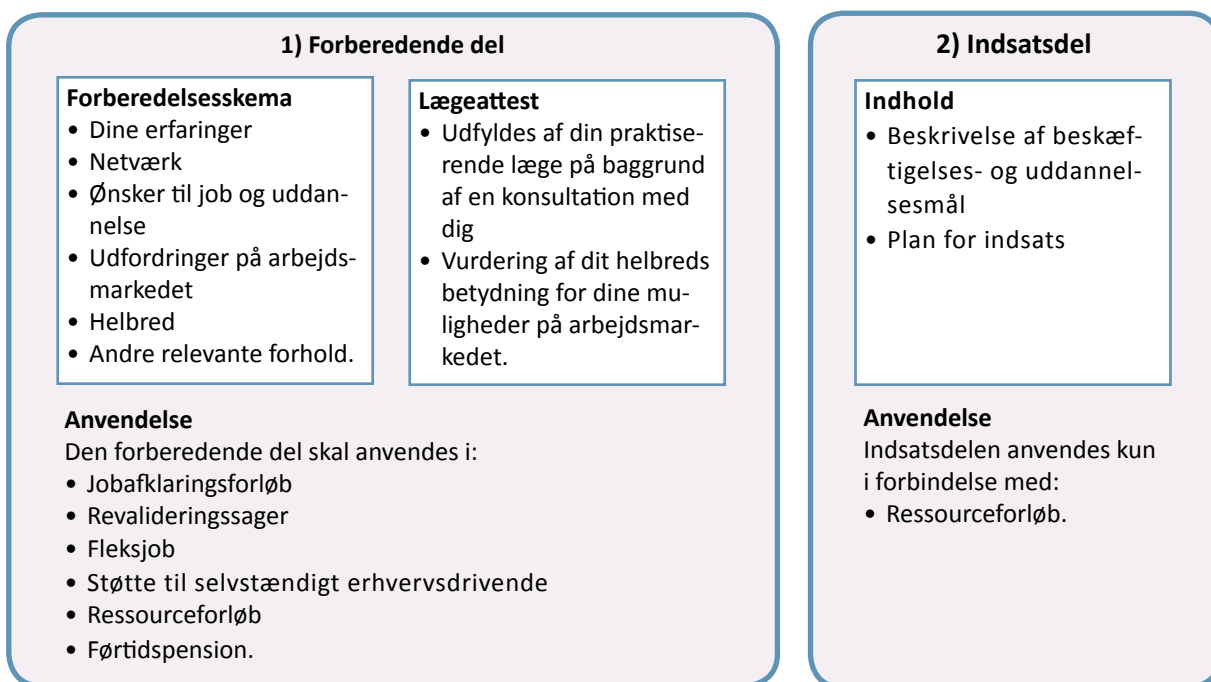 1) Forberedende del
Forberedelsesskema
• Dine erfaringer
• Netværk
• Ønsker til job og uddan-
nelse
• Udfordringer på arbejds-
markedet
• Helbred
• Andre relevante forhold.
Lægeattest
• Udfyldes af din praktise-
rende læge på baggrund
af en konsultation med
dig
• Vurdering af dit helbreds
betydning for dine mu-
ligheder på arbejdsmar-
kedet.
Anvendelse
Den forberedende del skal anvendes i:
• Jobafklaringsforløb
• Revalideringssager
• Fleksjob
• Støtte til selvstændigt erhvervsdrivende
• Ressourceforløb
• Førtidspension.
2) Indsatsdel
Indhold
• Beskrivelse af beskæf-
tigelses- og uddannel-
sesmål
• Plan for indsats
Anvendelse
Indsatsdelen anvendes kun
i forbindelse med:
• Ressourceforløb.